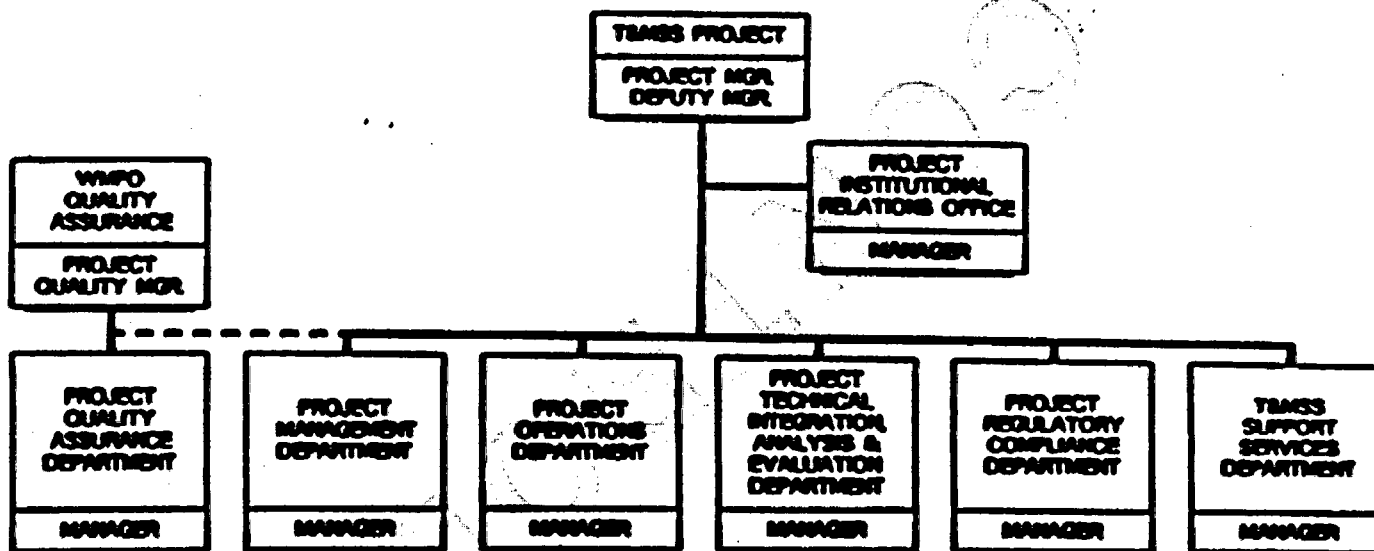 T&MSS PROJECT
PROJECT MGR.
DEPUTY MGR.
PROJECT
INSTITUTIONAL
RELATIONS OFFICE
MANAGER
WMPO
QUALITY
ASSURANCE
PROJECT
QUALITY MGR.
PROJECT
QUALITY
ASSURANCE
DEPARTMENT
MANAGER
PROJECT
MANAGEMENT
DEPARTMENT
MANAGER
PROJECT
OPERATIONS
DEPARTMENT
MANAGER
PROJECT
TECHNICAL
INTEGRATION,
ANALYSIS &
EVALUATION
DEPARTMENT
MANAGER
PROJECT
REGULATORY
COMPLIANCE
DEPARTMENT
MANAGER
T&MSS
SUPPORT
SERVICES
DEPARTMENT
MANAGER